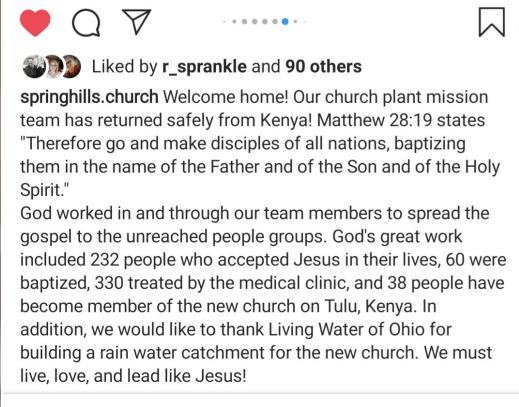 Liked by r_sprankle and 90 others
springhills.church Welcome home! Our church plant mission
team has returned safely from Kenya! Matthew 28:19 states
"Therefore go and make disciples of all nations, baptizing
them in the name of the Father and of the Son and of the Holy
Spirit."
God worked in and through our team members to spread the
gospel to the unreached people groups. God's great work
included 232 people who accepted Jesus in their lives, 60 were
baptized, 330 treated by the medical clinic, and 38 people have
become member of the new church on Tulu, Kenya. In
addition, we would like to thank Living Water of Ohio for
building a rain water catchment for the new church. We must
live, love, and lead like Jesus!